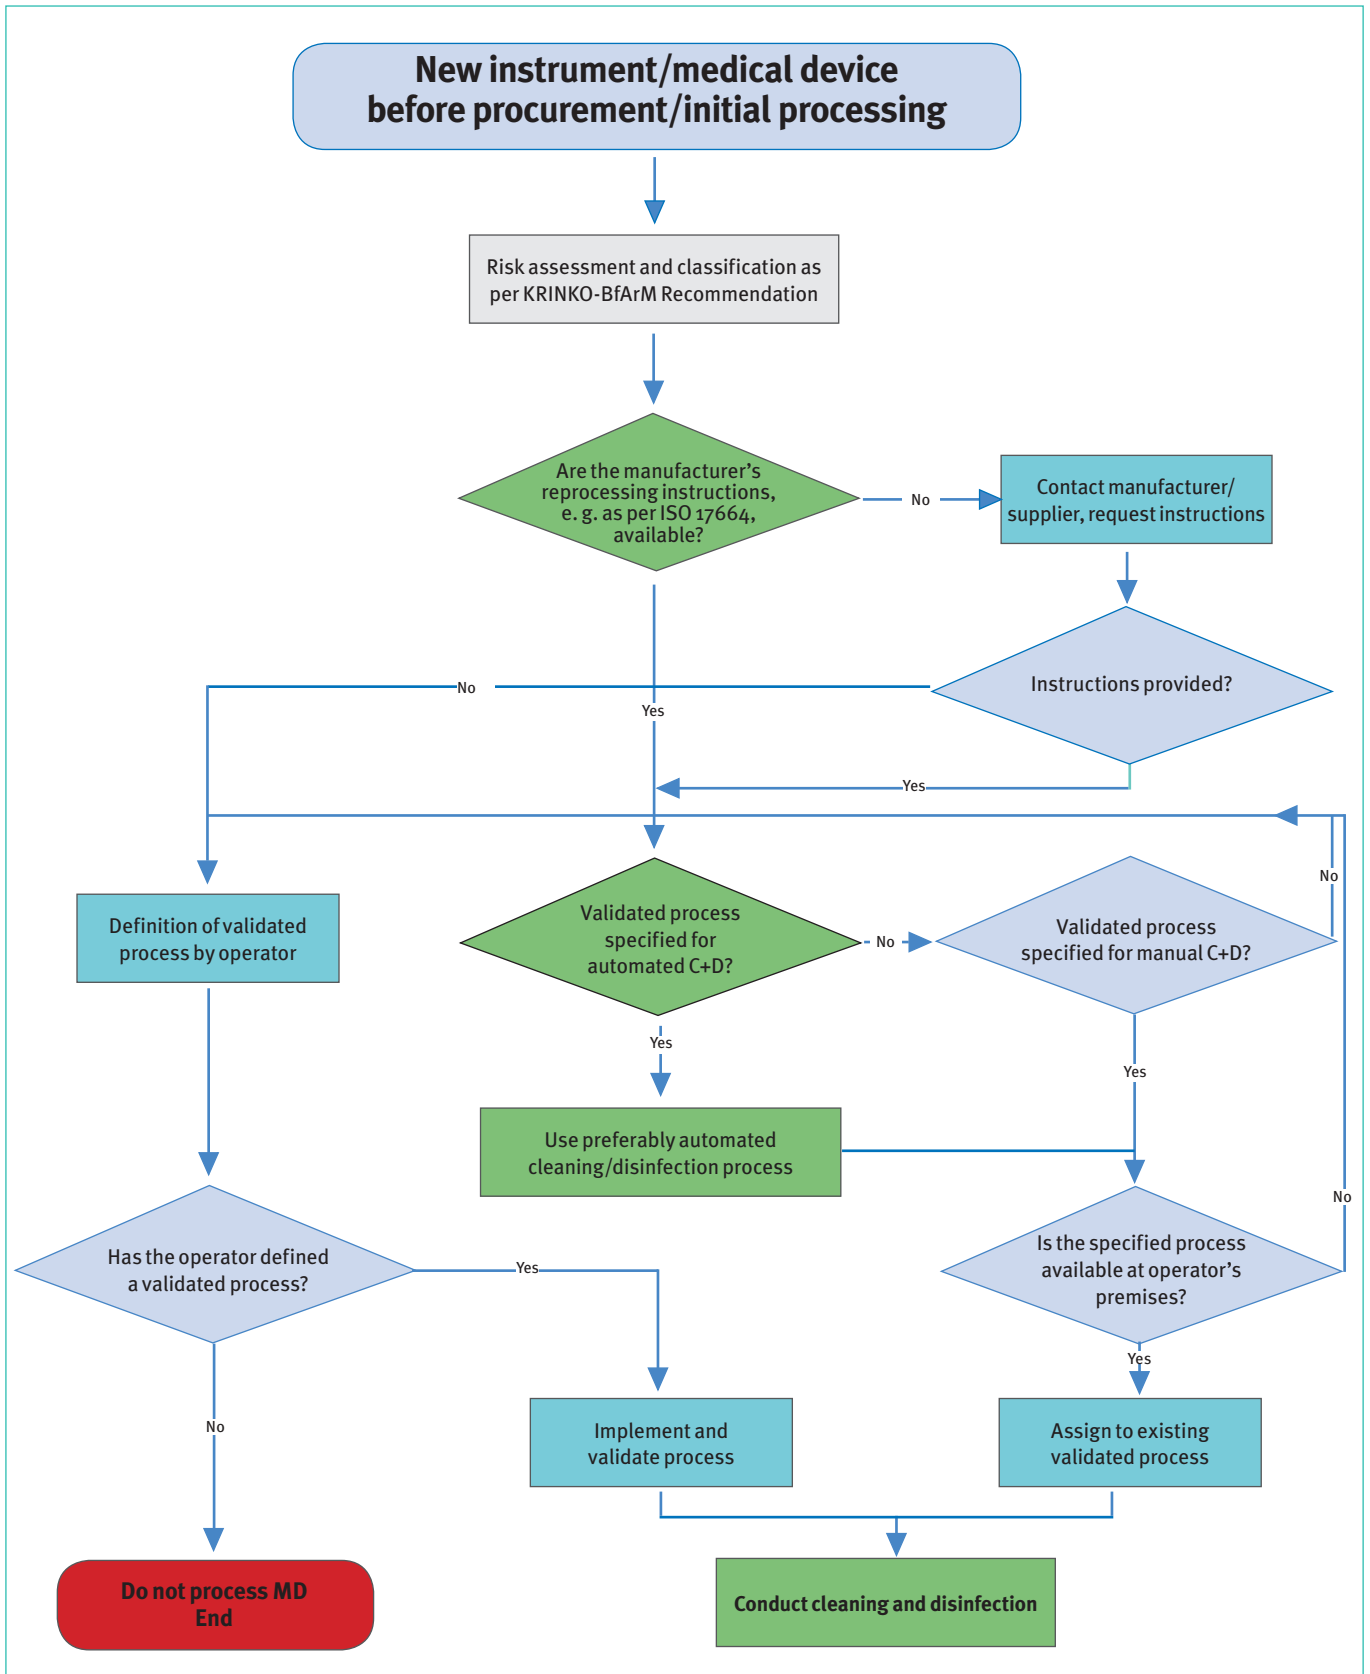 New instrument/medical device
before procurement/initial processing
Risk assessment and classification as
per KRINKO-BfArM Recommendation
Are the manufacturer’s
reprocessing instructions,
e. g. as per ISO 17664,
available?
No
Contact manufacturer/
supplier, request instructions
Instructions provided?
No
Yes
Yes
Definition of validated
process by operator
Validated process
specified for
automated C+D?
No
Validated process
specified for manual C+D?
No
Yes
Yes
Use preferably automated
cleaning/disinfection process
No
Has the operator defined
a validated process?
Yes
Is the specified process
available at operator’s
premises?
Yes
No
Implement and
validate process
Assign to existing
validated process
Do not process MD
End
Conduct cleaning and disinfection